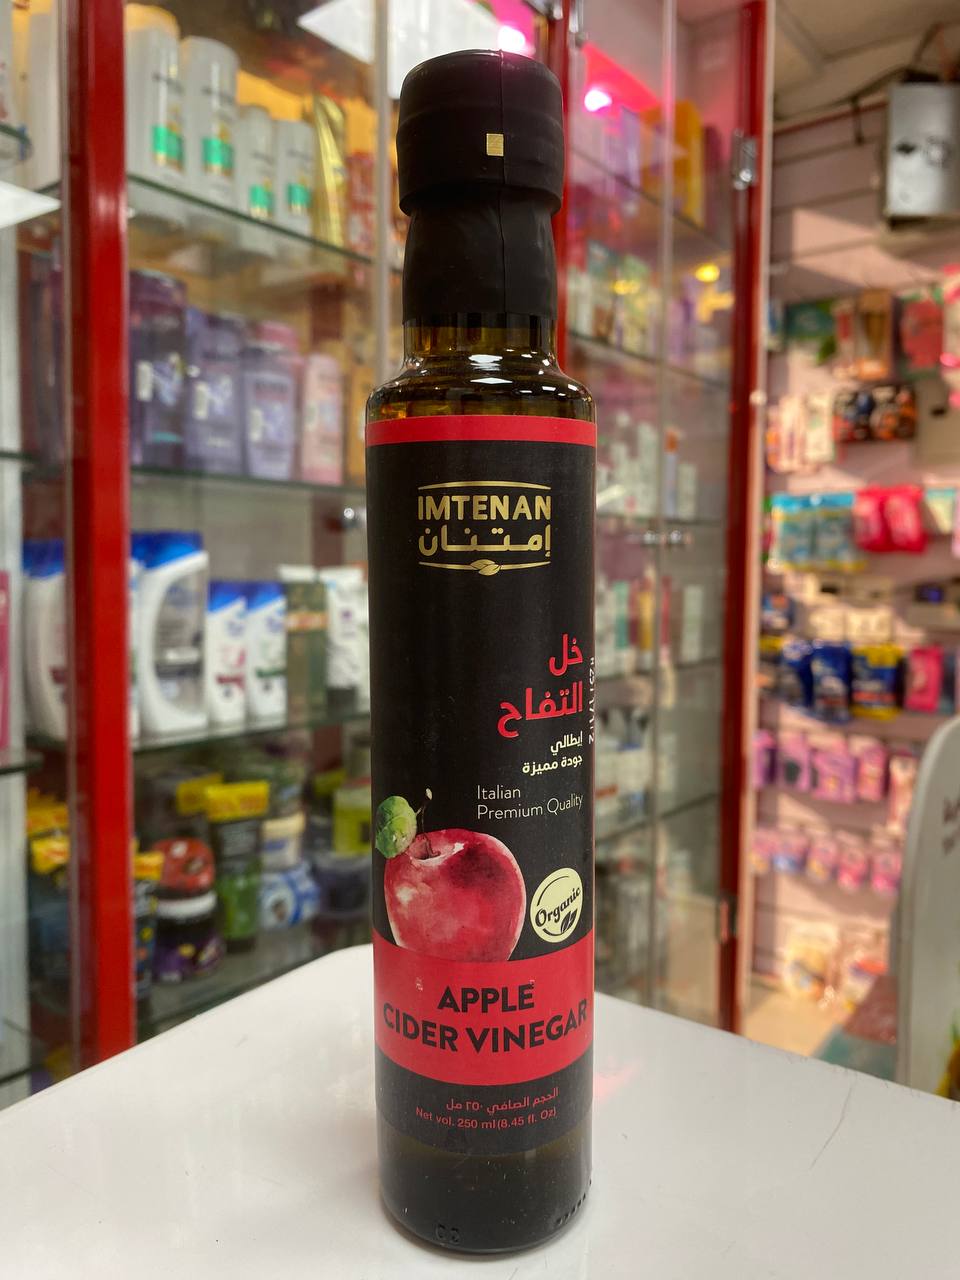 IMTENAN
إمتنان
خل
التفاح
إيطالي
جودة مميزة
Italian
Premium Quality
Organic
APPLE
CIDER VINEGAR
الحجم الصافي ٢٥٠ مل
Net vol. 250 ml (8.45 fl. Oz)